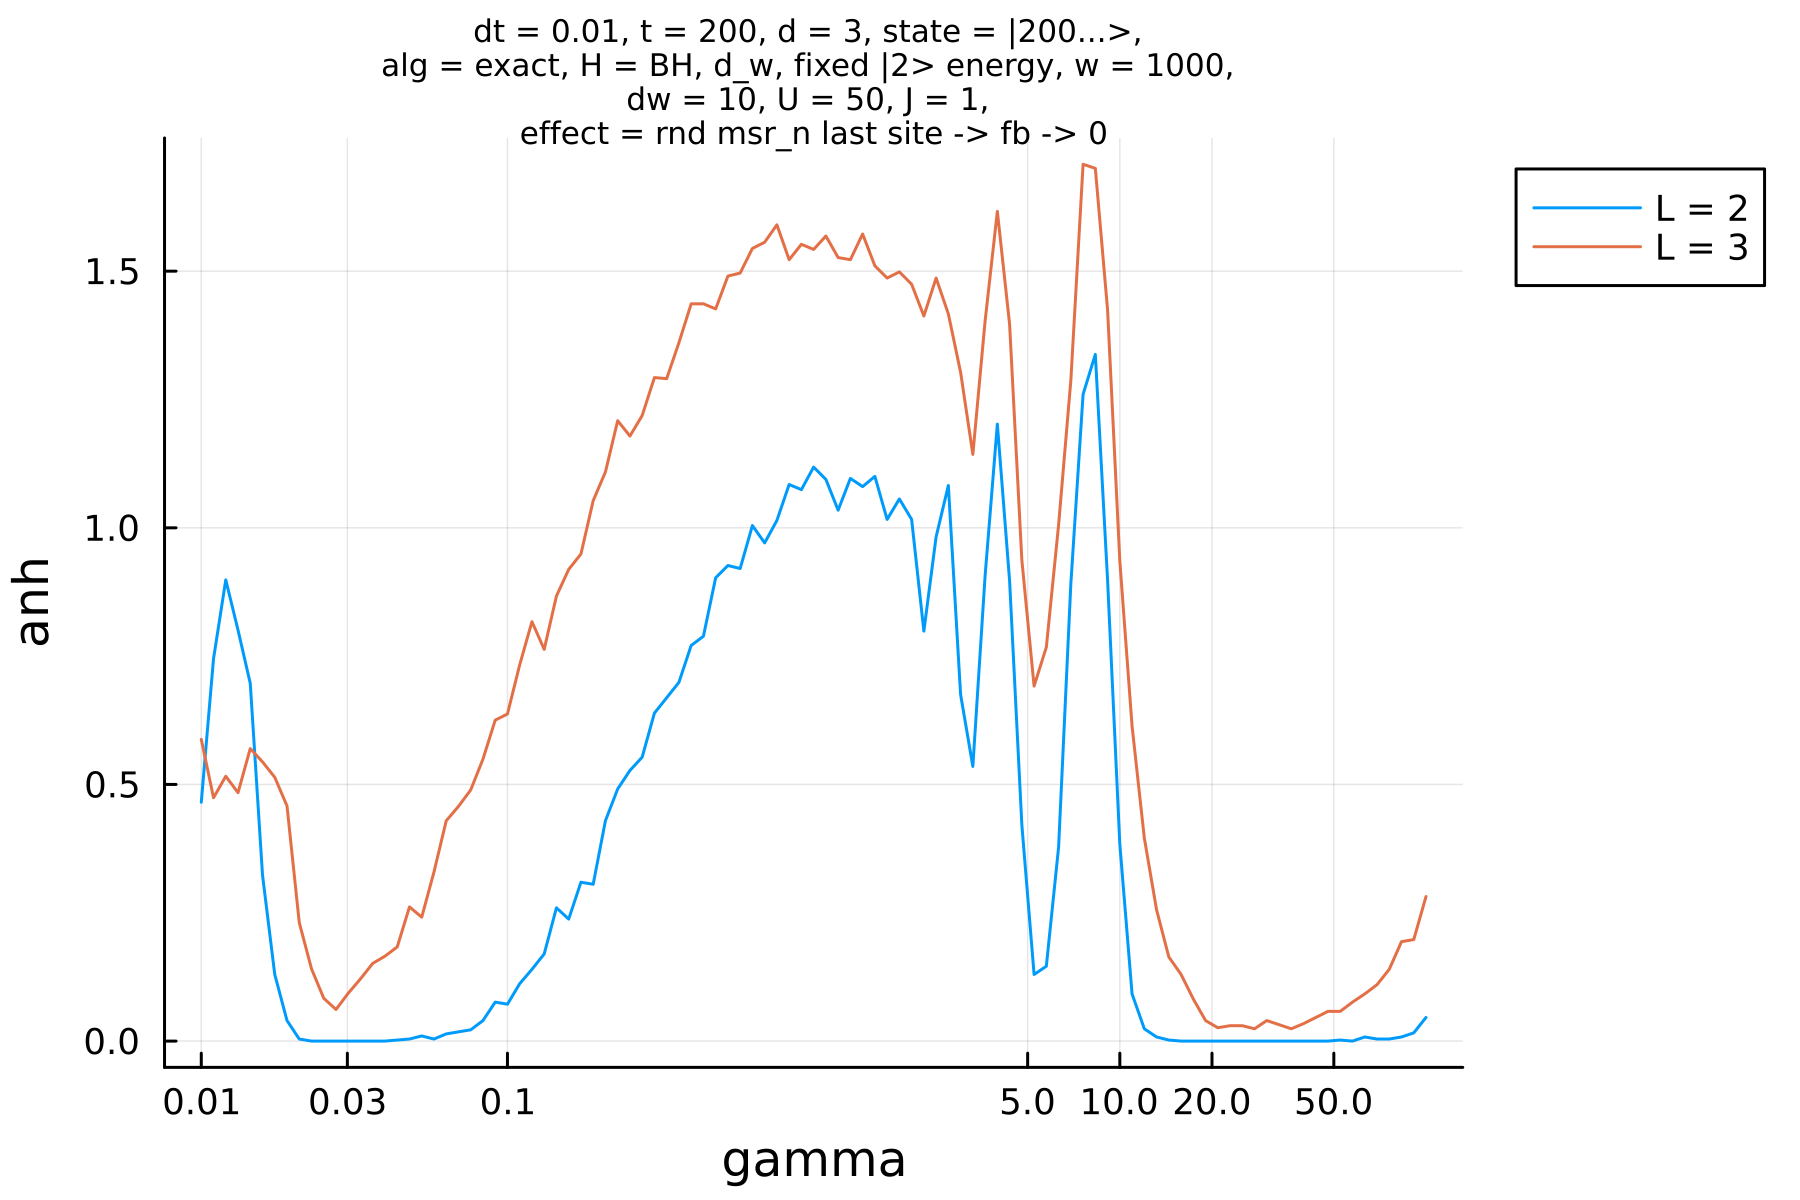 dt = 0.01, t = 200, d = 3, state = |200...>,
alg = exact, H = BH, d_w, fixed |2> energy, w = 1000,
dw = 10, U = 50, J = 1,
effect = rnd msr_n last site -> fb -> 0
L = 2
L = 3
1.5
1.0
0.5
0.0
anh
0.01 0.03 0.1 5.0 10.0 20.0 50.0
gamma